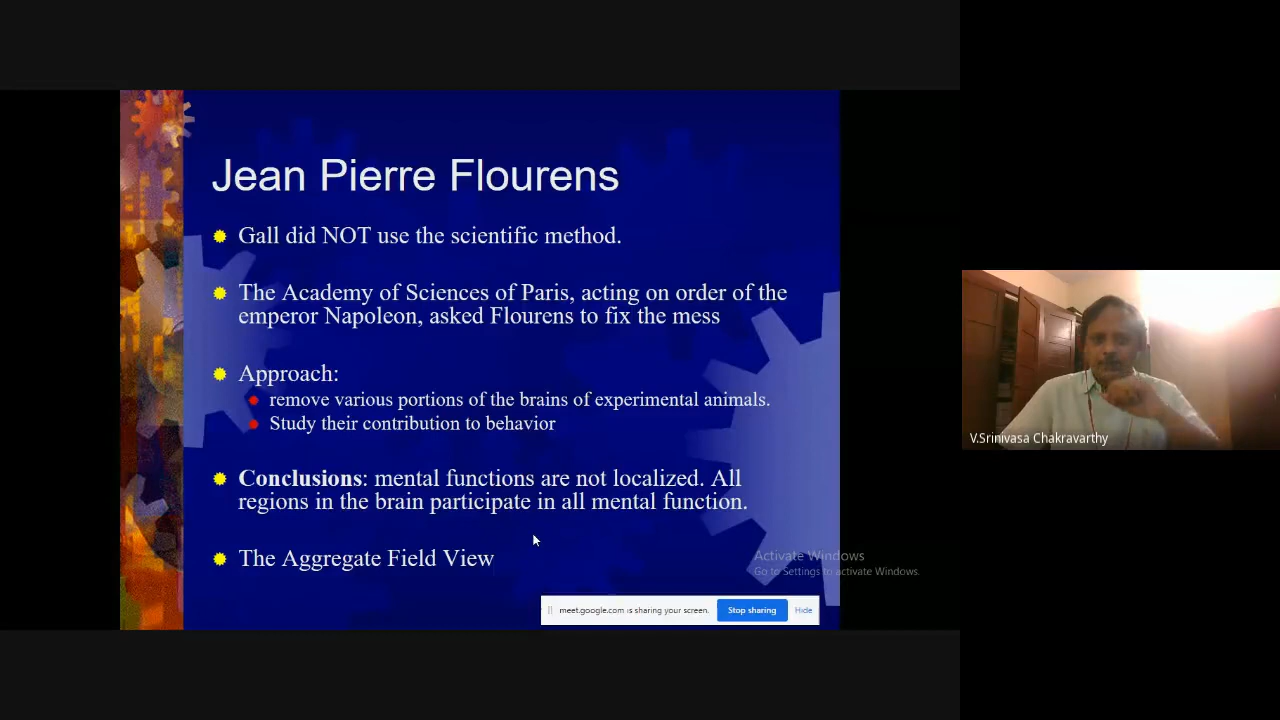 Jean Pierre Flourens
Gall did NOT use the scientific method.
The Academy of Sciences of Paris, acting on order of the
emperor Napoleon, asked Flourens to fix the mess
Approach:
remove various portions of the brains of experimental animals.
Study their contribution to behavior
Conclusions: mental functions are not localized. All
regions in the brain participate in all mental function.
The Aggregate Field View
Activate Windows
Go to Settings to activate Windows.
meet.google.com is sharing your screen.
Stop sharing
Hide
V.Srinivasa Chakravarthy